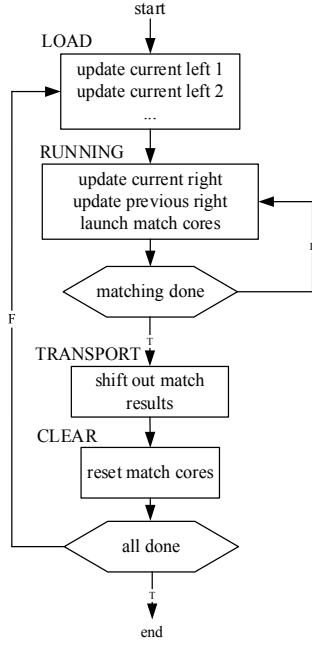 start
LOAD
update current left 1
update current left 2
...
RUNNING
update current right
update previous right
launch match cores
matching done
F
T
TRANSPORT
shift out match
results
CLEAR
reset match cores
all done
T
end